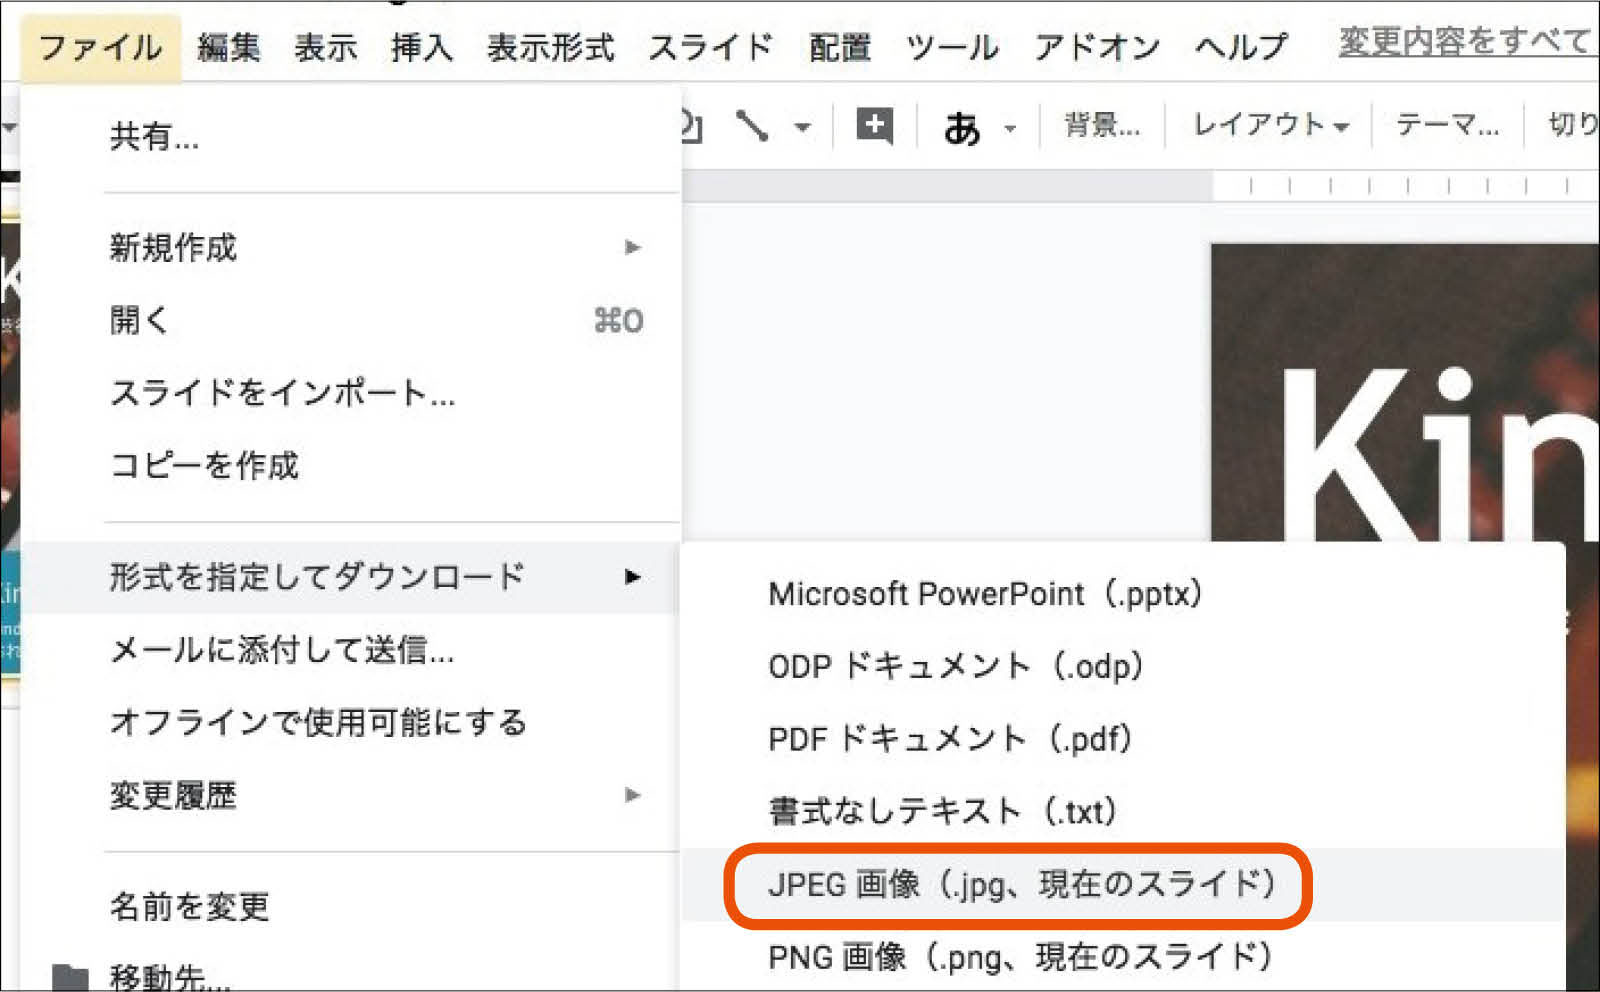 ファイル 編集 表示 挿入 表示形式 スライド 配置 ツール アドオン ヘルプ 変更内容をすべて
あ 背景... レイアウト テーマ... 切り
共有...
新規作成
開く ⌘O
スライドをインポート...
コピーを作成
形式を指定してダウンロード
メールに添付して送信...
オフラインで使用可能にする
変更履歴
名前を変更
移動先...
Microsoft PowerPoint（.pptx）
ODP ドキュメント（.odp）
PDF ドキュメント（.pdf）
書式なしテキスト（.txt）
JPEG 画像（.jpg、現在のスライド）
PNG 画像（.png、現在のスライド）
Kin